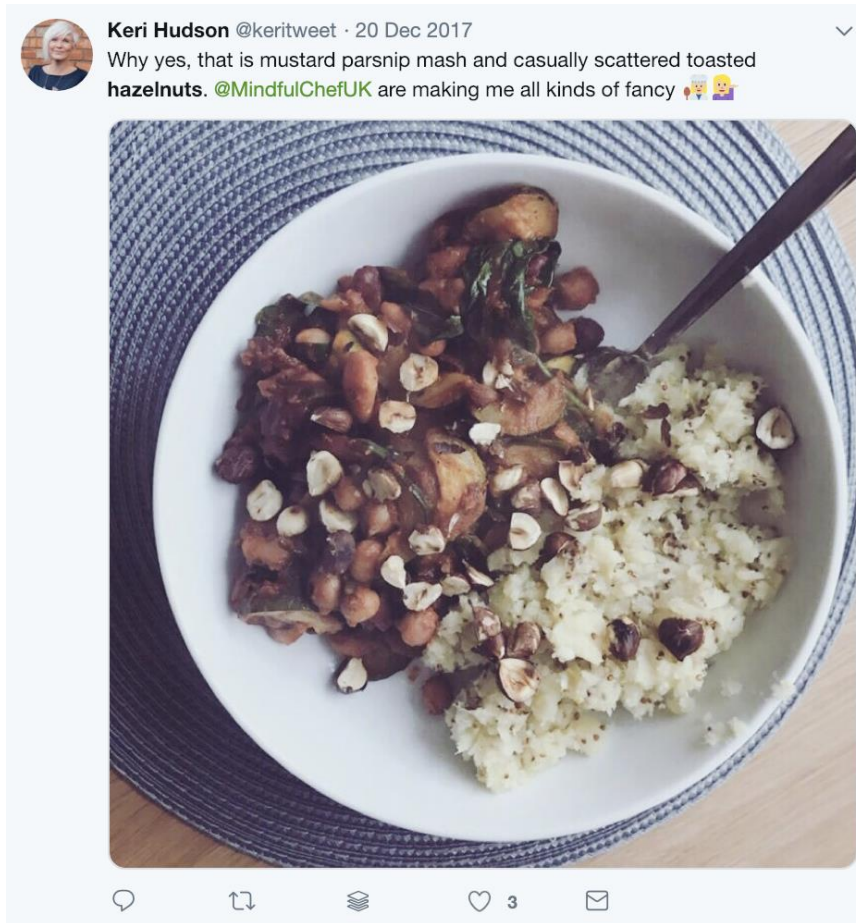 Keri Hudson @keritweet · 20 Dec 2017
Why yes, that is mustard parsnip mash and casually scattered toasted
hazelnuts. @MindfulChefUK are making me all kinds of fancy
3